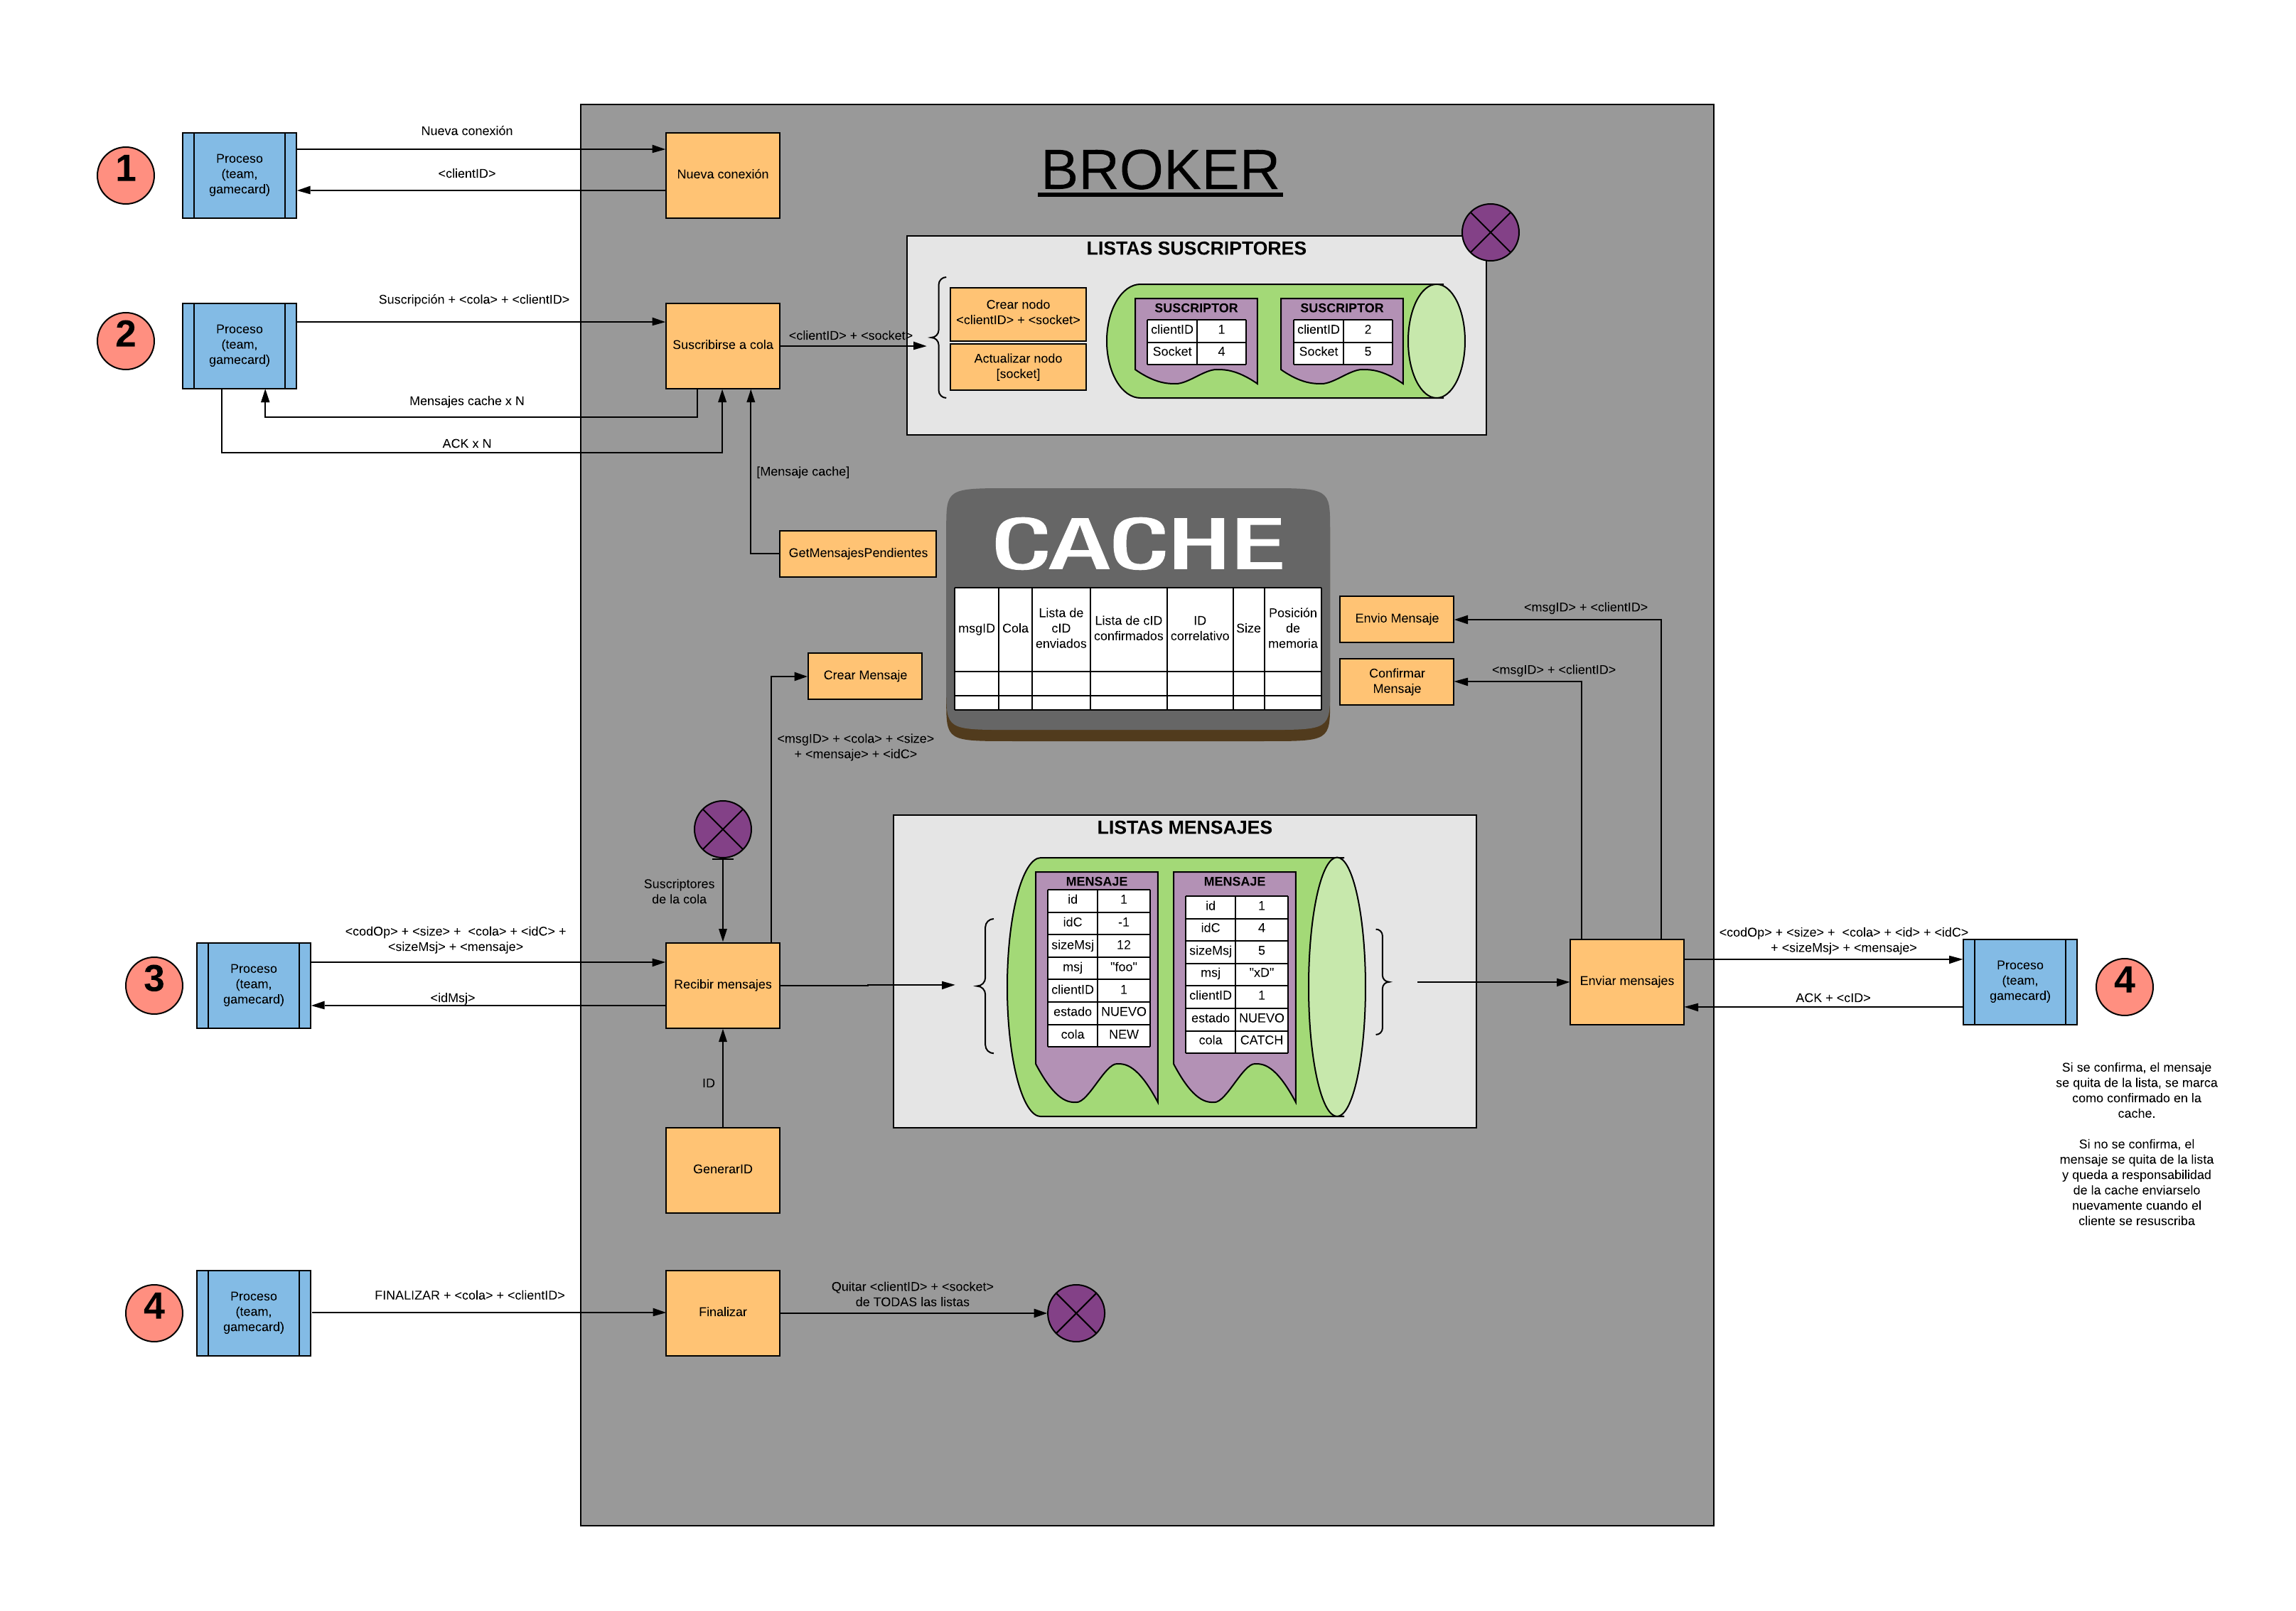 BROKER
1
Proceso
(team,
gamecard)
Nueva conexión
<clientID>
Nueva conexión
LISTAS SUSCRIPTORES
2
Proceso
(team,
gamecard)
Suscripción + <cola> + <clientID>
Suscribirse a cola
<clientID> + <socket>
Crear nodo
<clientID> + <socket>
Actualizar nodo
[socket]
SUSCRIPTOR
clientID 1
Socket 4
SUSCRIPTOR
clientID 2
Socket 5
Mensajes cache x N
ACK x N
[Mensaje cache]
GetMensajesPendientes
CACHE
msgID
Cola
Lista de
cID
enviados
Lista de cID
confirmados
ID
correlativo
Size
Posición
de
memoria
Envio Mensaje
<msgID> + <clientID>
Confirmar
Mensaje
<msgID> + <clientID>
Crear Mensaje
<msgID> + <cola> + <size>
+ <mensaje> + <idC>
LISTAS MENSAJES
Suscriptores
de la cola
3
Proceso
(team,
gamecard)
<codOp> + <size> + <cola> + <idC> +
<sizeMsj> + <mensaje>
<idMsj>
Recibir mensajes
MENSAJE
id 1
idC -1
sizeMsj 12
msj "foo"
clientID 1
estado NUEVO
cola NEW
MENSAJE
id 1
idC 4
sizeMsj 5
msj "xD"
clientID 1
estado NUEVO
cola CATCH
Enviar mensajes
<codOp> + <size> + <cola> + <id> + <idC>
+ <sizeMsj> + <mensaje>
ACK + <cID>
Proceso
(team,
gamecard)
4
Si se confirma, el mensaje
se quita de la lista, se marca
como confirmado en la
cache.
Si no se confirma, el
mensaje se quita de la lista
y queda a responsabilidad
de la cache enviarselo
nuevamente cuando el
cliente se resuscriba
ID
GenerarID
4
Proceso
(team,
gamecard)
FINALIZAR + <cola> + <clientID>
Finalizar
Quitar <clientID> + <socket>
de TODAS las listas